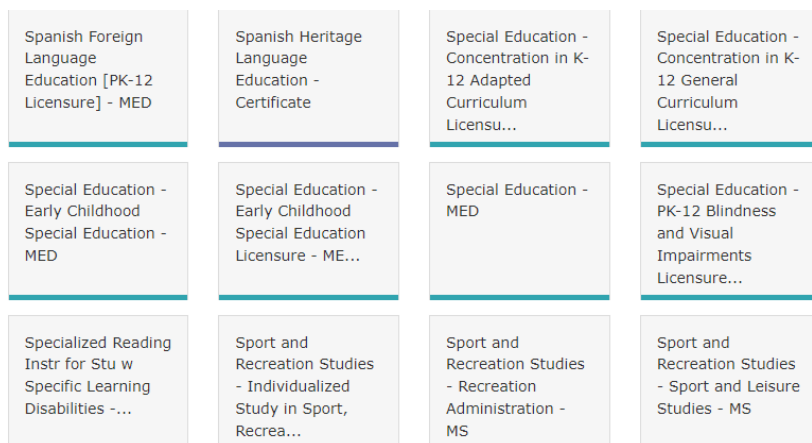 Spanish Foreign
Language
Education [PK-12
Licensure] - MED
Spanish Heritage
Language
Education -
Certificate
Special Education -
Concentration in K-
12 Adapted
Curriculum
Licensu...
Special Education -
Concentration in K-
12 General
Curriculum
Licensu...
Special Education -
Early Childhood
Special Education -
MED
Special Education -
Early Childhood
Special Education
Licensure - ME...
Special Education -
MED
Special Education -
PK-12 Blindness
and Visual
Impairments
Licensure...
Specialized Reading
Instr for Stu w
Specific Learning
Disabilities -...
Sport and
Recreation Studies
- Individualized
Study in Sport,
Recrea...
Sport and
Recreation Studies
- Recreation
Administration -
MS
Sport and
Recreation Studies
- Sport and Leisure
Studies - MS